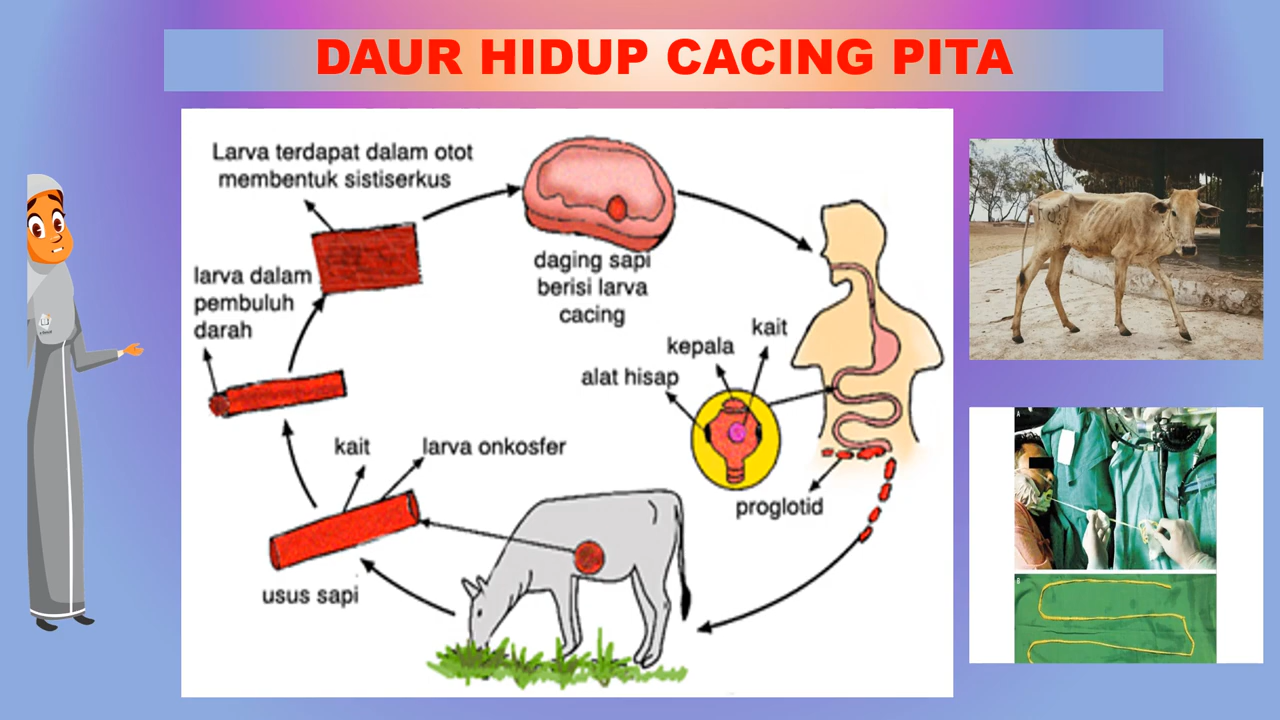 DAUR HIDUP CACING PITA
Larva terdapat dalam otot
membentuk sistiserkus
daging sapi
berisi larva
cacing
larva dalam
pembuluh
darah
kait
kepala
alat hisap
kait
larva onkosfer
proglotid
usus sapi
A
B